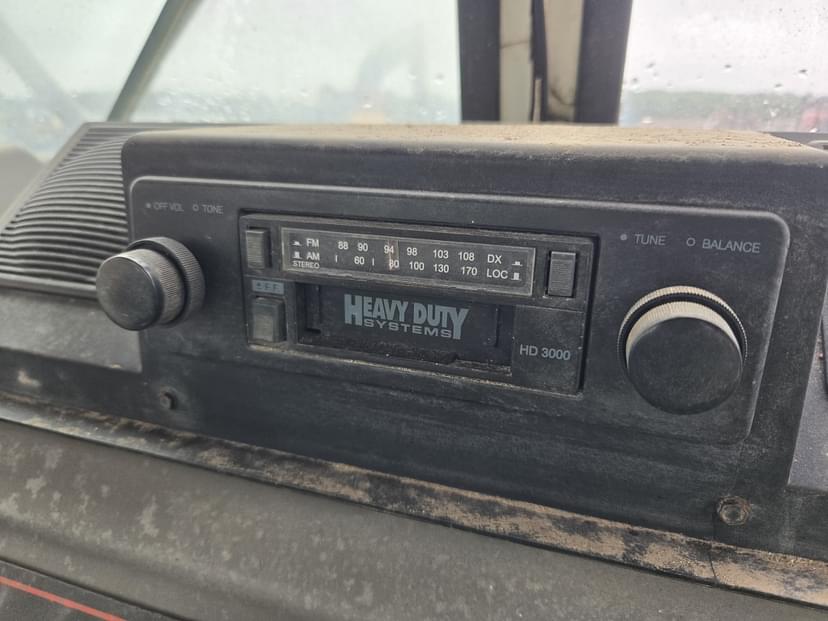 OFF VOL TONE
TUNE BALANCE
FM 88 90 94 98 103 108 DX
AM 60 80 100 130 170 LOC
STEREO
FF
HEAVY DUTY
SYSTEMS
HD 3000